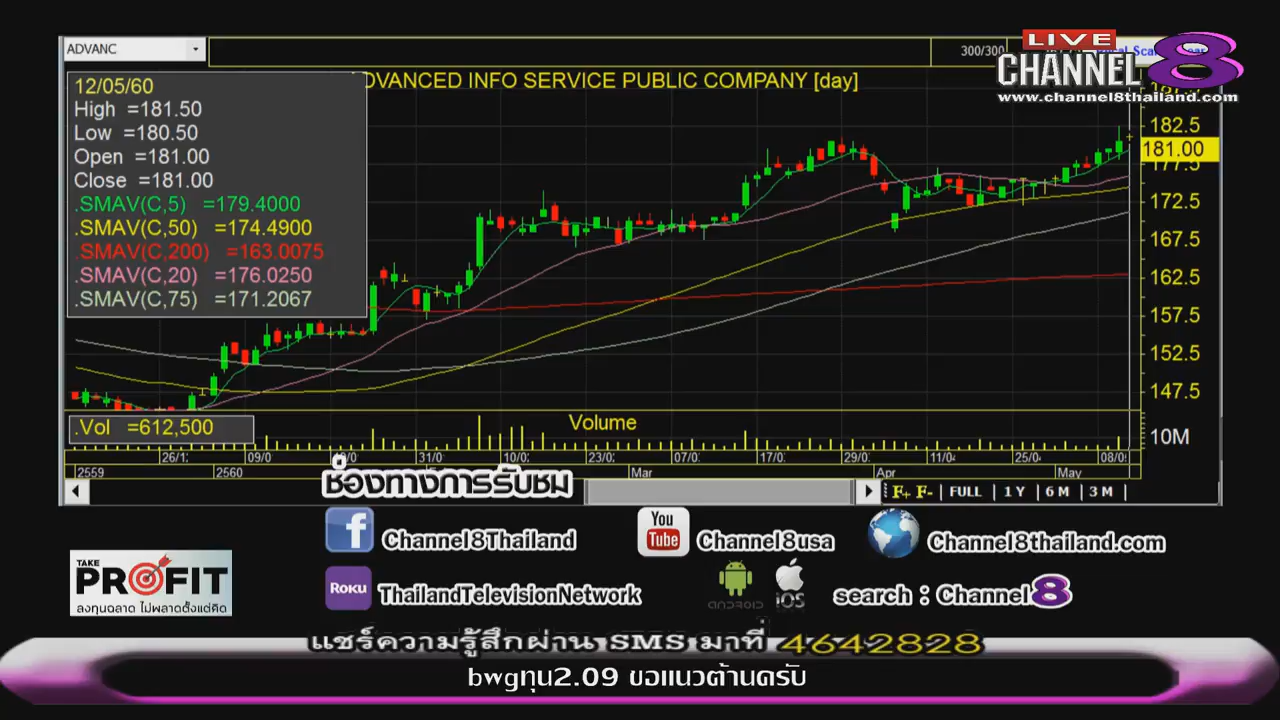 ADVANC
300/300
LIVE
CHANNEL 8
www.channel8thailand.com
ADVANCED INFO SERVICE PUBLIC COMPANY [day]
12/05/60
High =181.50
Low =180.50
Open =181.00
Close =181.00
.SMAV(C,5) =179.4000
.SMAV(C,50) =174.4900
.SMAV(C,200) =163.0075
.SMAV(C,20) =176.0250
.SMAV(C,75) =171.2067
182.5
181.00
177.5
172.5
167.5
162.5
157.5
152.5
147.5
.Vol =612,500
Volume
10M
26/1: 09/0 31/0 10/0 23/0: Mar 07/0: 17/0: 29/0: 11/04 25/0 08/0
2559 2560 Apr May
F+ F- FULL 1 Y 6 M 3 M
ช่องทางการรับชม
Channel8Thailand
You Tube
Channel8usa
Channel8thailand.com
TAKE PROFIT
ลงทุนฉลาด ไม่พลาดตั้งแต่คิด
ROKU
ThailandTelevisionNetwork
ANDROID
iOS
search : Channel8
แชร์ความรู้สึกผ่าน SMS มาที่ 4642828
bwgทุน2.09 ขอแนวต้านครับ